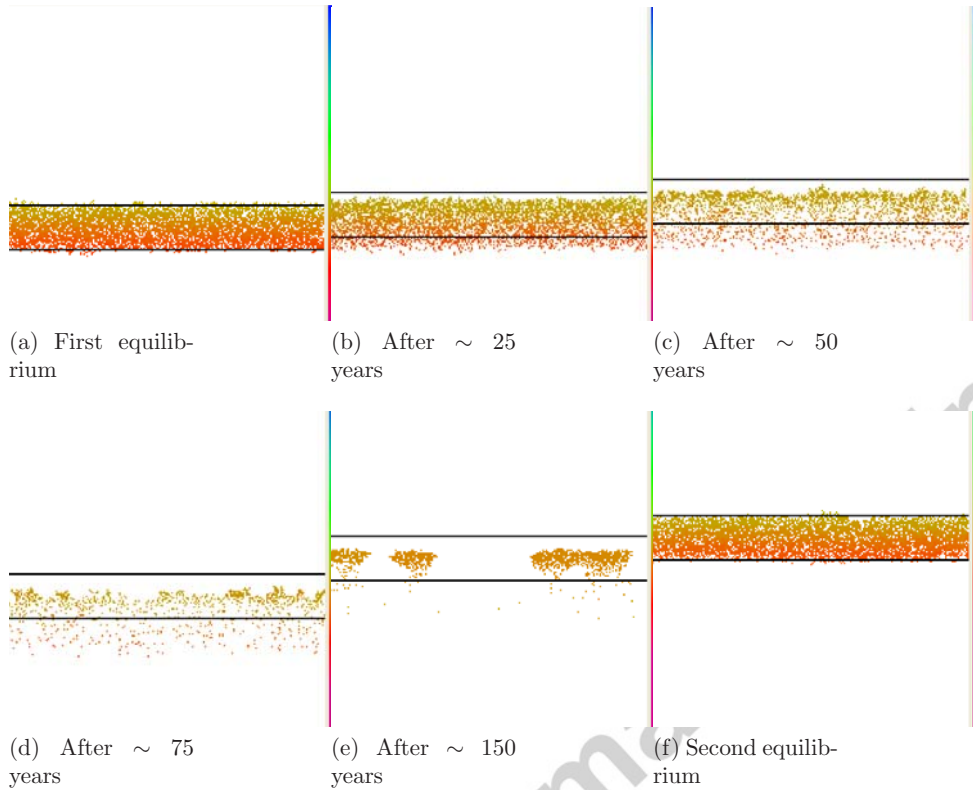 (a) First equilib-
rium
(b) After ∼ 25
years
(c) After ∼ 50
years
(d) After ∼ 75
years
(e) After ∼ 150
years
(f) Second equilib-
rium